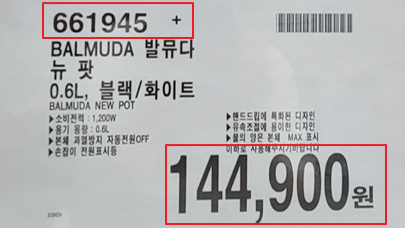 661945 +
BALMUDA 발뮤다
뉴 팟
0.6L, 블랙/화이트
BALMUDA NEW POT
▶소비전력 : 1,200W
▶용기 용량 : 0.6L
▶본체 과열방지 자동전원OFF
▶손잡이 전원표시등
▶핸드드립에 특화된 디자인
▶유속조절에 용이한 디자인
▶물의 양은 본체 MAX 표시
이하로 사용해주시기바랍니다
144,900원